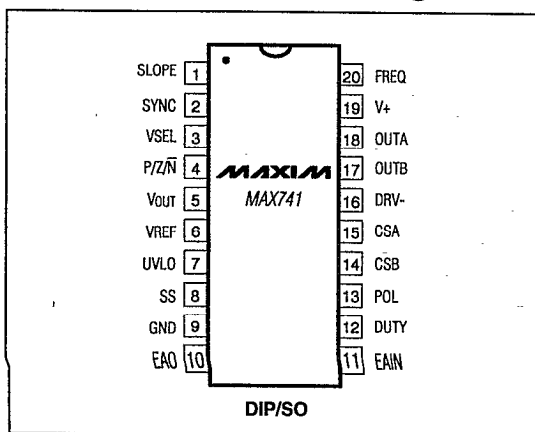 SLOPE 1
SYNC 2
VSEL 3
P/Z/N̅ 4
VOUT 5
VREF 6
UVLO 7
SS 8
GND 9
EAO 10
20 FREQ
19 V+
18 OUTA
17 OUTB
16 DRV-
15 CSA
14 CSB
13 POL
12 DUTY
11 EAIN
MAXIM
MAX741
DIP/SO